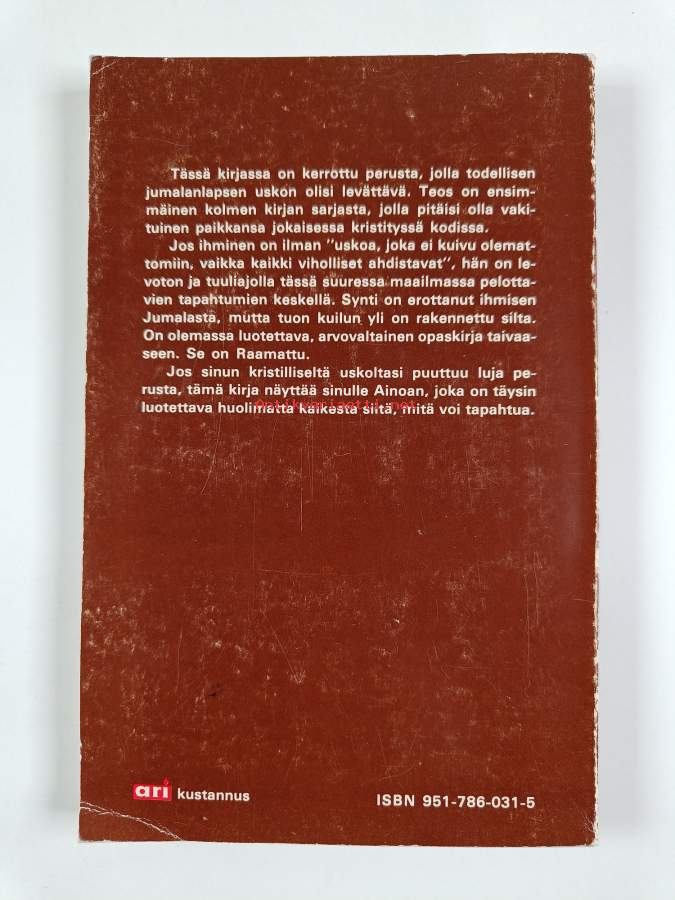 Tässä kirjassa on kerrottu perusta, jolla todellisen
jumalanlapsen uskon olisi levättävä. Teos on ensim-
mäinen kolmen kirjan sarjasta, jolla pitäisi olla vaki-
tuinen paikkansa jokaisessa kristityssä kodissa.
Jos ihminen on ilman "uskoa, joka ei kuivu olemat-
tomiin, vaikka kaikki viholliset ahdistavat", hän on le-
voton ja tuuliajolla tässä suuressa maailmassa pelotta-
vien tapahtumien keskellä. Synti on erottanut ihmisen
Jumalasta, mutta tuon kuilun yli on rakennettu silta.
On olemassa luotettava, arvovaltainen opaskirja taivaa-
seen. Se on Raamattu.
Jos sinun kristilliseltä uskoltasi puuttuu luja pe-
rusta, tämä kirja näyttää sinulle Ainoan, joka on täysin
luotettava huolimatta kaikesta siitä, mitä voi tapahtua.
Antikvariaatti.net
ari kustannus
ISBN 951-786-031-5